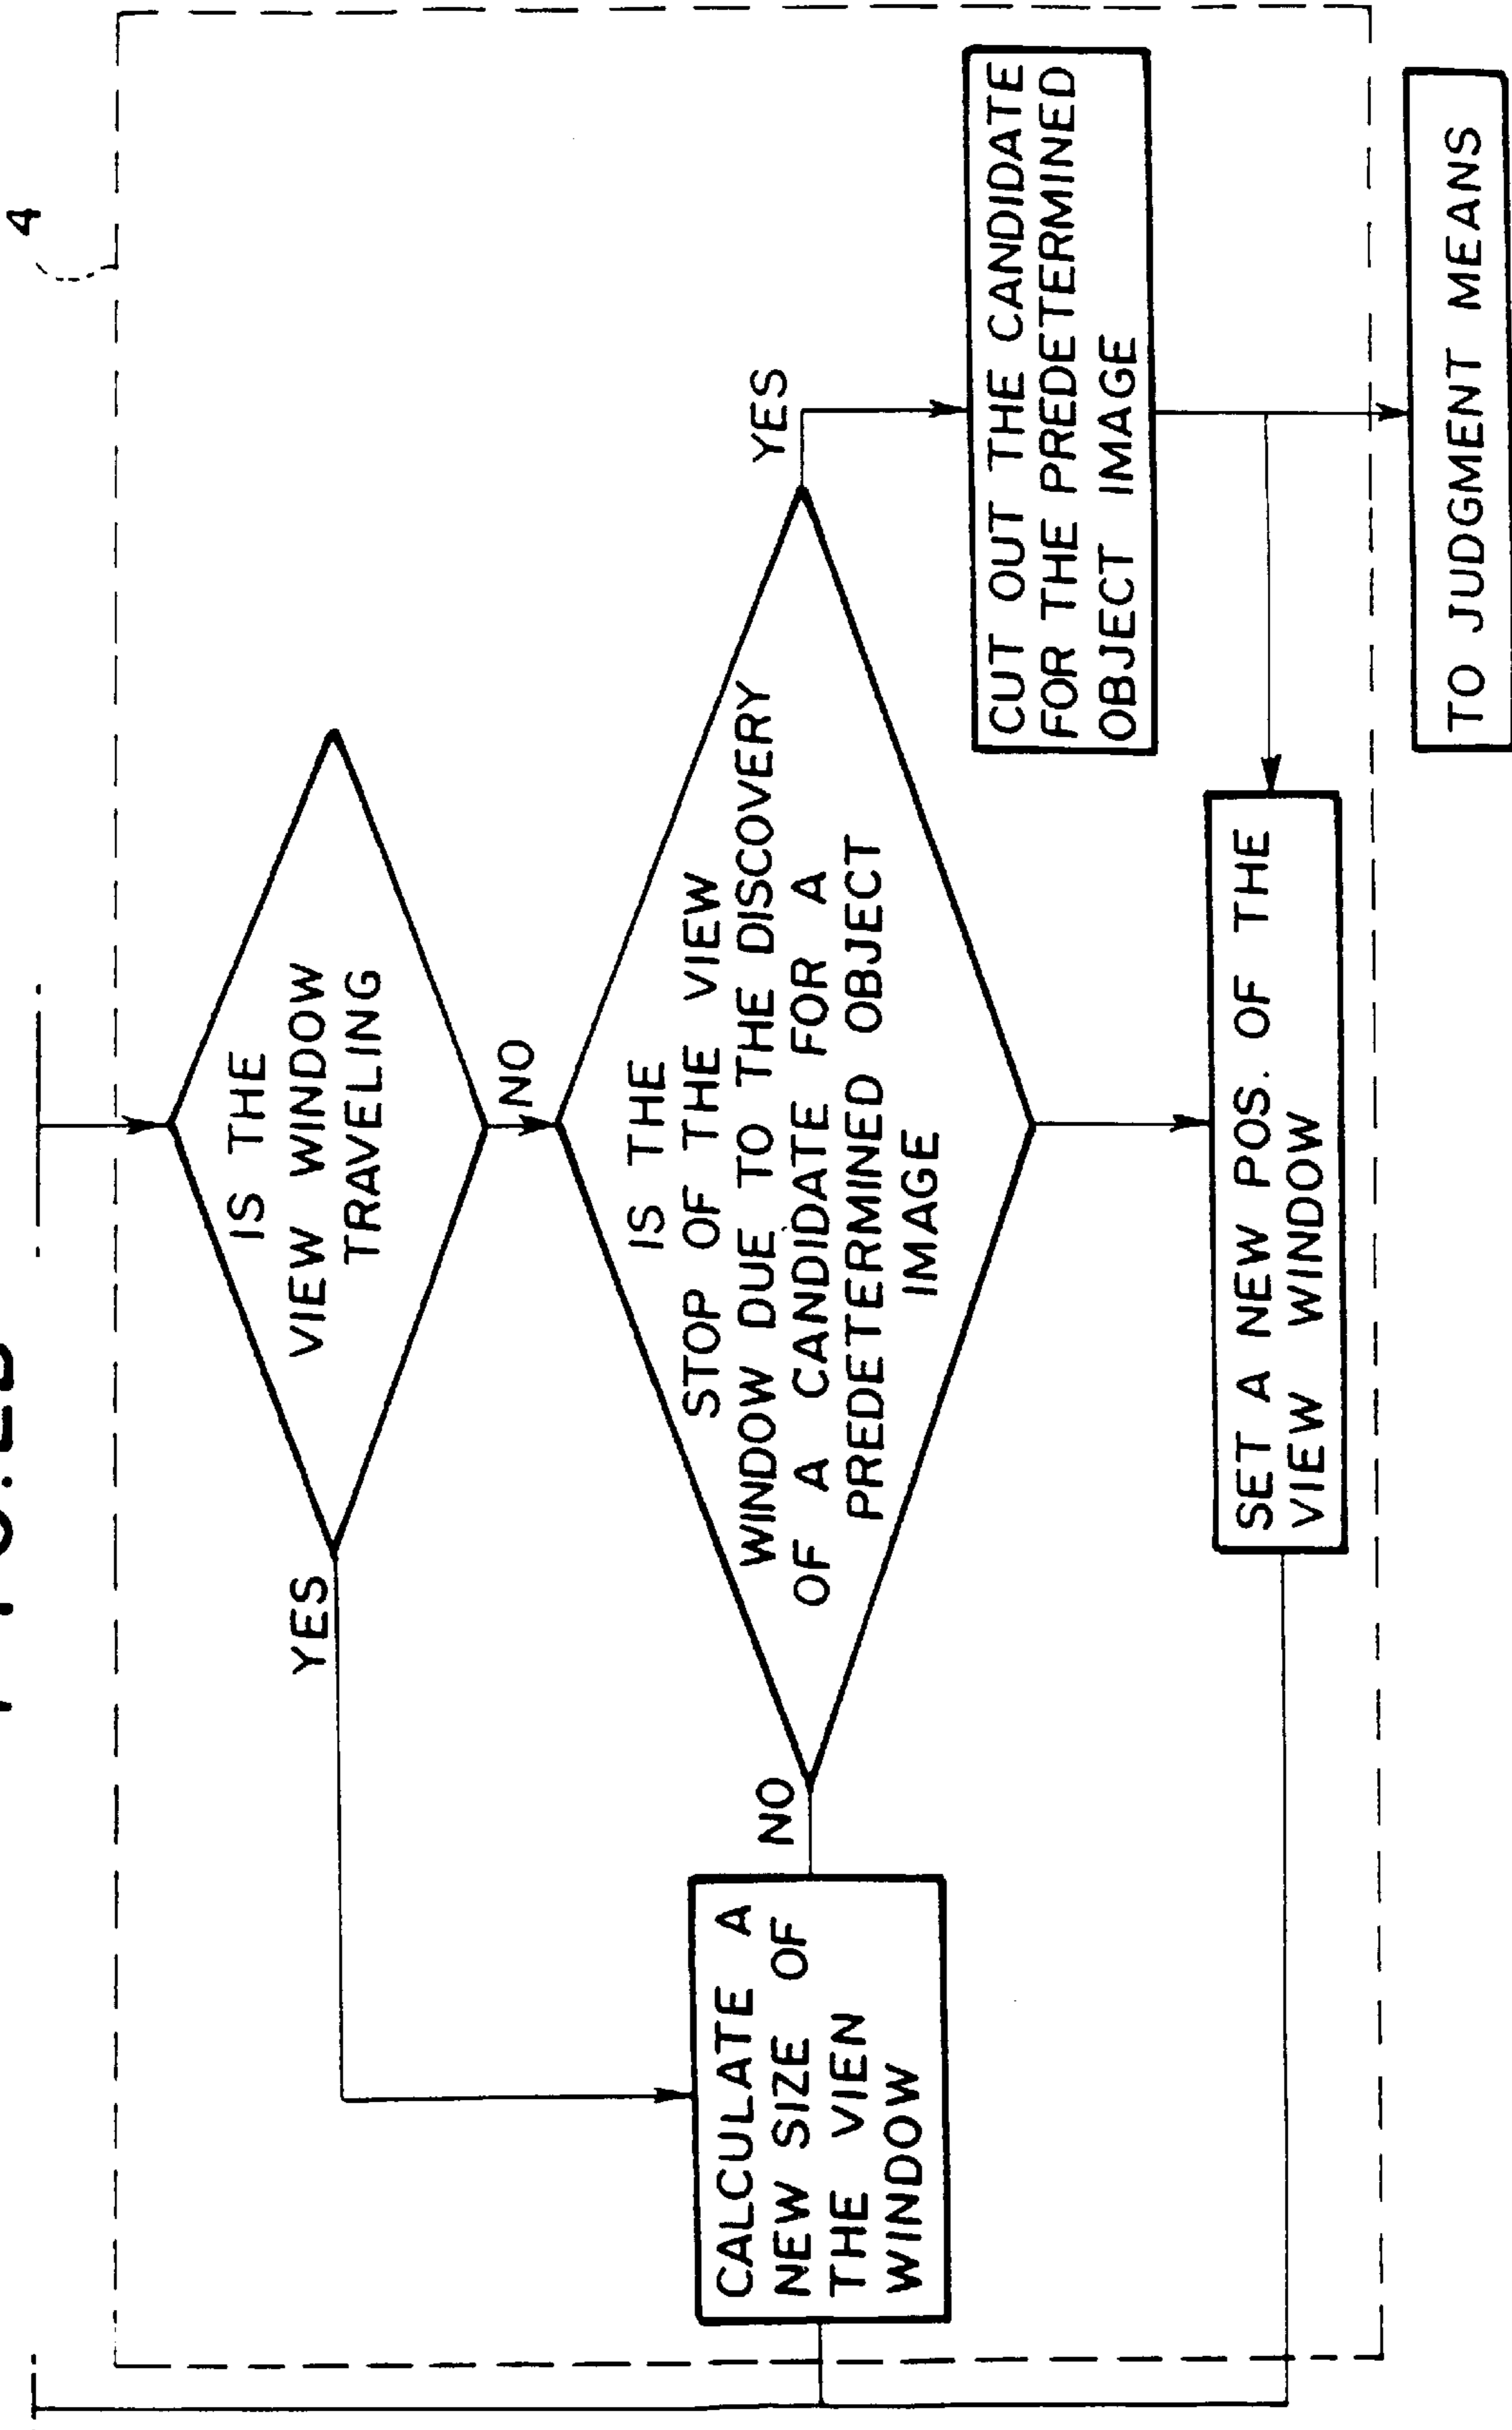 4
IS THE
VIEW WINDOW
TRAVELING
YES
NO
IS THE
STOP OF THE VIEW
WINDOW DUE TO THE DISCOVERY
OF A CANDIDATE FOR A
PREDETERMINED OBJECT
IMAGE
NO
YES
CALCULATE A
NEW SIZE OF
THE VIEN
WINDOW
CUT OUT THE CANDIDATE
FOR THE PREDETERMINED
OBJECT IMAGE
SET A NEW POS. OF THE
VIEW WINDOW
TO JUDGMENT MEANS